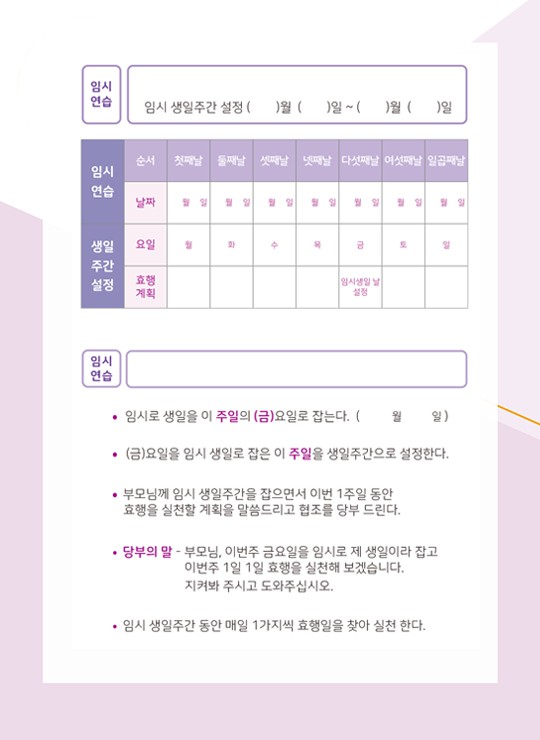 임시
연습
임시 생일주간 설정 (      )월 (      )일 ~ (      )월 (      )일
임시
연습
순서 첫째날 둘째날 셋째날 넷째날 다섯째날 여섯째날 일곱째날
날짜 월 일 월 일 월 일 월 일 월 일 월 일 월 일
생일
주간
설정
요일 월 화 수 목 금 토 일
효행
계획
임시생일 날
설정
임시
연습
• 임시로 생일을 이 주일의 (금)요일로 잡는다. (      월      일)
• (금)요일을 임시 생일로 잡은 이 주일을 생일주간으로 설정한다.
• 부모님께 임시 생일주간을 잡으면서 이번 1주일 동안
효행을 실천할 계획을 말씀드리고 협조를 당부 드린다.
• 당부의 말 - 부모님, 이번주 금요일을 임시로 제 생일이라 잡고
이번주 1일 1일 효행을 실천해 보겠습니다.
지켜봐 주시고 도와주십시오.
• 임시 생일주간 동안 매일 1가지씩 효행일을 찾아 실천 한다.